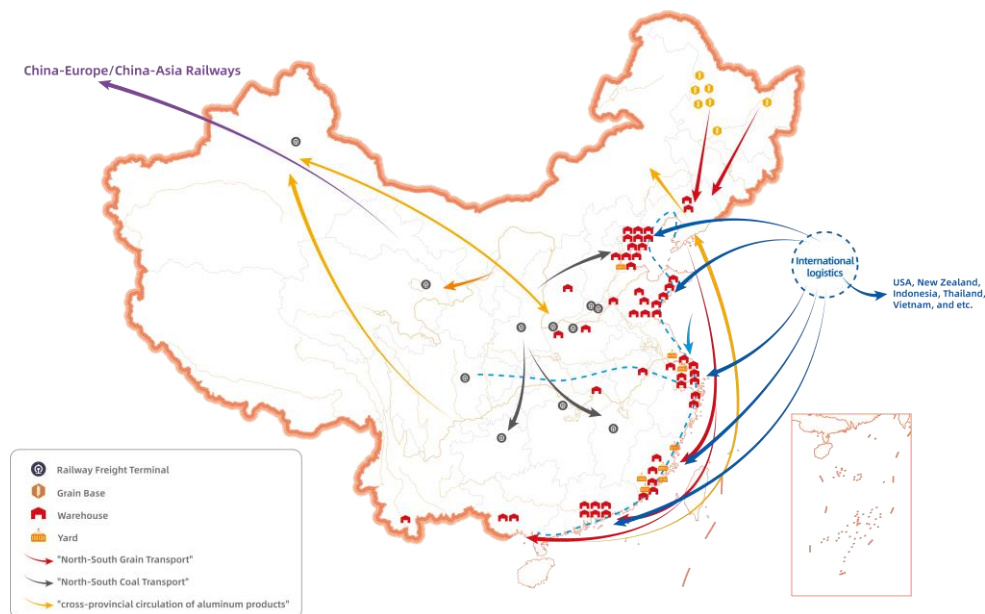 China-Europe/China-Asia Railways
International
logistics
USA, New Zealand,
Indonesia, Thailand,
Vietnam, and etc.
Railway Freight Terminal
Grain Base
Warehouse
Yard
"North-South Grain Transport"
"North-South Coal Transport"
"cross-provincial circulation of aluminum products"